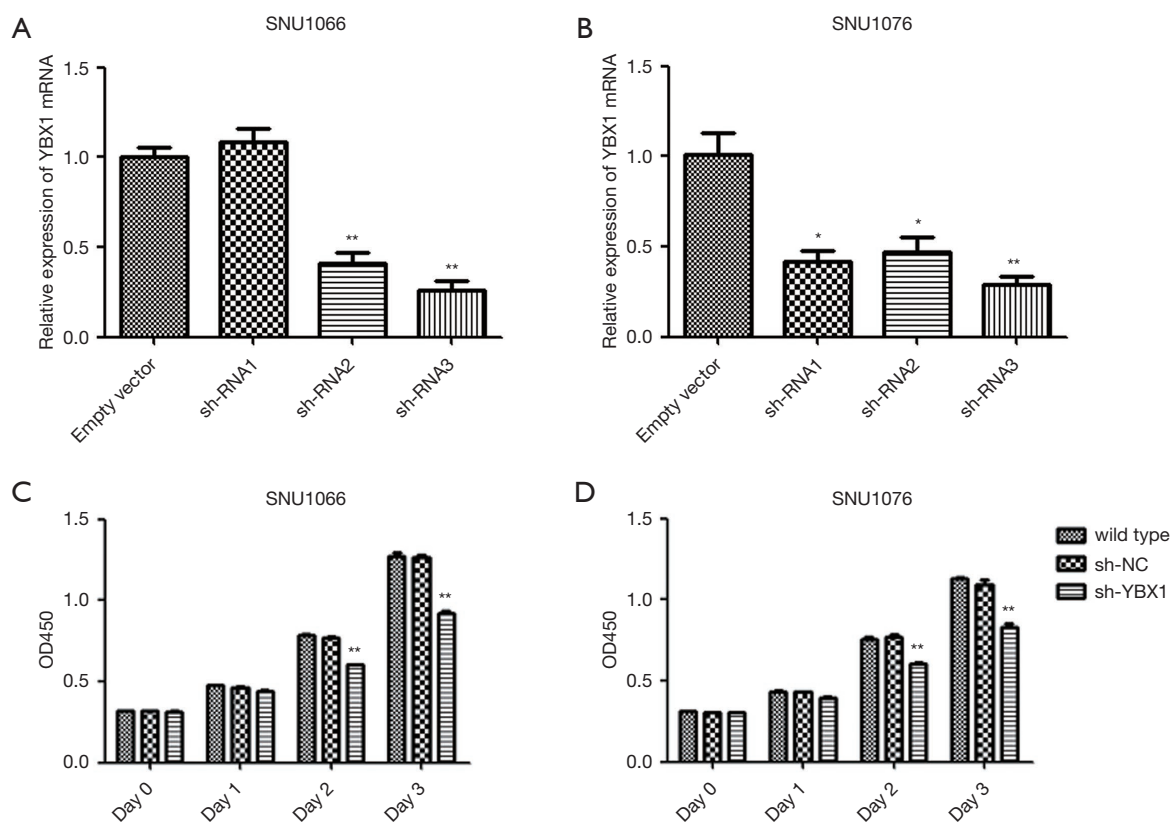 A
SNU1066
Relative expression of YBX1 mRNA
1.5
1.0
0.5
0.0
**
**
Empty vector
sh-RNA1
sh-RNA2
sh-RNA3
B
SNU1076
Relative expression of YBX1 mRNA
1.5
1.0
0.5
0.0
*
*
**
Empty vector
sh-RNA1
sh-RNA2
sh-RNA3
C
SNU1066
OD450
1.5
1.0
0.5
0.0
**
**
Day 0
Day 1
Day 2
Day 3
D
SNU1076
OD450
1.5
1.0
0.5
0.0
**
**
Day 0
Day 1
Day 2
Day 3
wild type
sh-NC
sh-YBX1